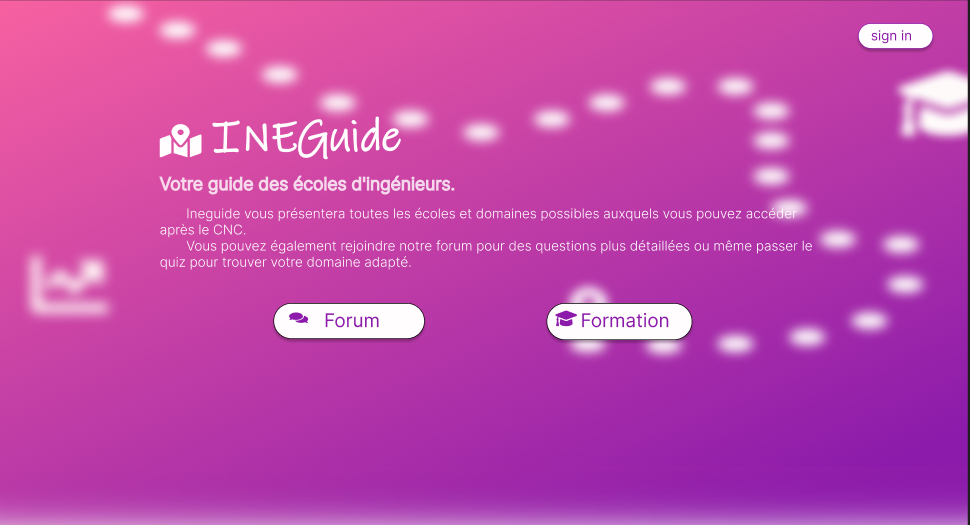 sign in
INEGuide
Votre guide des écoles d'ingénieurs.
Ineguide vous présentera toutes les écoles et domaines possibles auxquels vous pouvez accéder
après le CNC.
Vous pouvez également rejoindre notre forum pour des questions plus détaillées ou même passer le
quiz pour trouver votre domaine adapté.
Forum
Formation